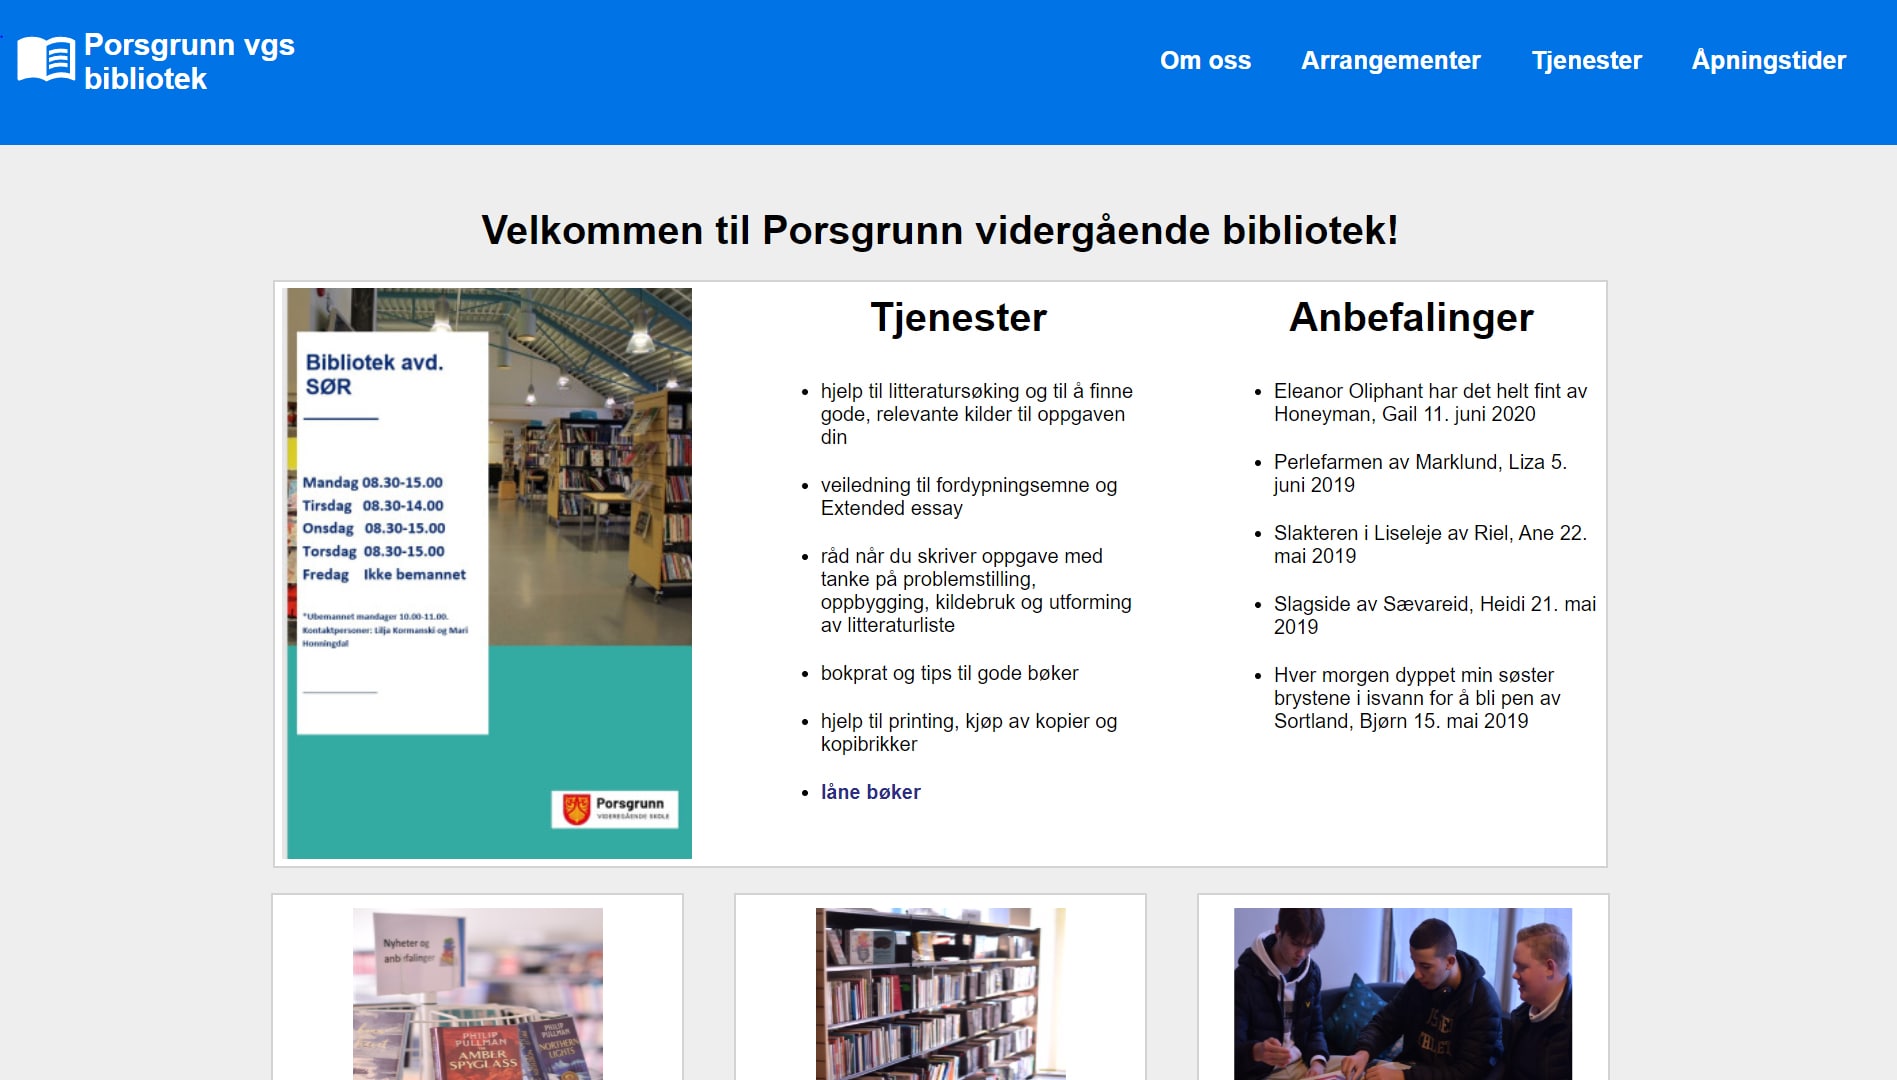 Porsgrunn vgs
bibliotek
Om oss
Arrangementer
Tjenester
Åpningstider
Velkommen til Porsgrunn vidergående bibliotek!
Bibliotek avd.
SØR
Mandag 08.30-15.00
Tirsdag 08.30-14.00
Onsdag 08.30-15.00
Torsdag 08.30-15.00
Fredag Ikke bemannet
*Ubemannet mandager 10.00-11.00.
Kontaktpersoner: Lilja Kormanski og Mari
Honningdal
Porsgrunn
VIDEREGÅENDE SKOLE
Tjenester
hjelp til litteratursøking og til å finne
gode, relevante kilder til oppgaven
din
veiledning til fordypningsemne og
Extended essay
råd når du skriver oppgave med
tanke på problemstilling,
oppbygging, kildebruk og utforming
av litteraturliste
bokprat og tips til gode bøker
hjelp til printing, kjøp av kopier og
kopibrikker
låne bøker
Anbefalinger
Eleanor Oliphant har det helt fint av
Honeyman, Gail 11. juni 2020
Perlefarmen av Marklund, Liza 5.
juni 2019
Slakteren i Liseleje av Riel, Ane 22.
mai 2019
Slagside av Sævareid, Heidi 21. mai
2019
Hver morgen dyppet min søster
brystene i isvann for å bli pen av
Sortland, Bjørn 15. mai 2019
Nyheter og
anbefalinger
PHILIP
PULLMAN
THE
AMBER
SPYGLASS
PHILIP
PULLMAN
NORTHERN
LIGHTS